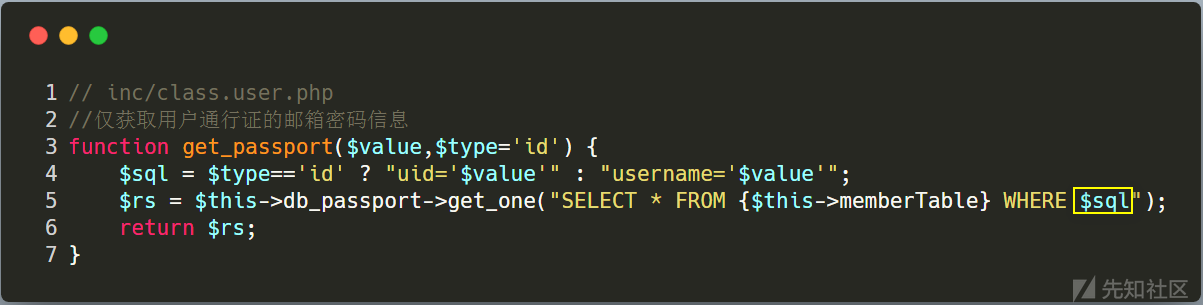 1 // inc/class.user.php
2 //仅获取用户通行证的邮箱密码信息
3 function get_passport($value,$type='id') {
4     $sql = $type=='id' ? "uid='$value'" : "username='$value'";
5     $rs = $this->db_passport->get_one("SELECT * FROM {$this->memberTable} WHERE $sql");
6     return $rs;
7 }
先知社区